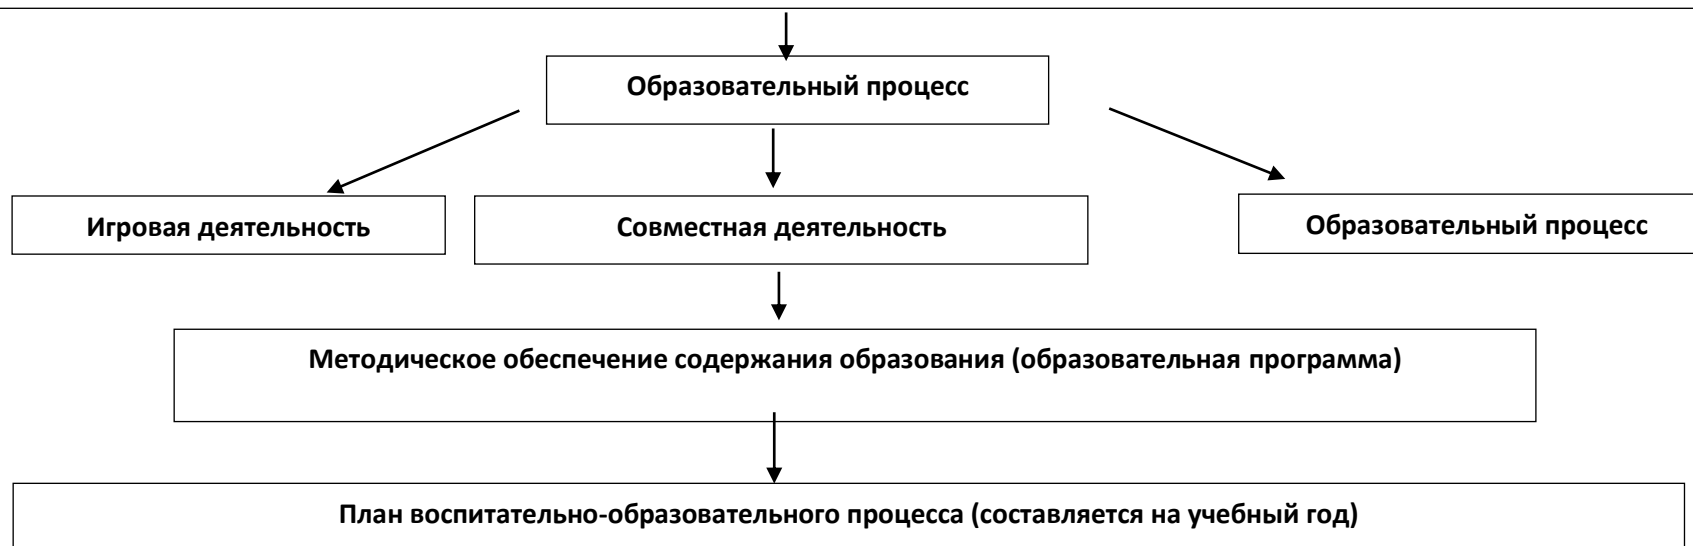 Образовательный процесс
Игровая деятельность
Совместная деятельность
Образовательный процесс
Методическое обеспечение содержания образования (образовательная программа)
План воспитательно-образовательного процесса (составляется на учебный год)